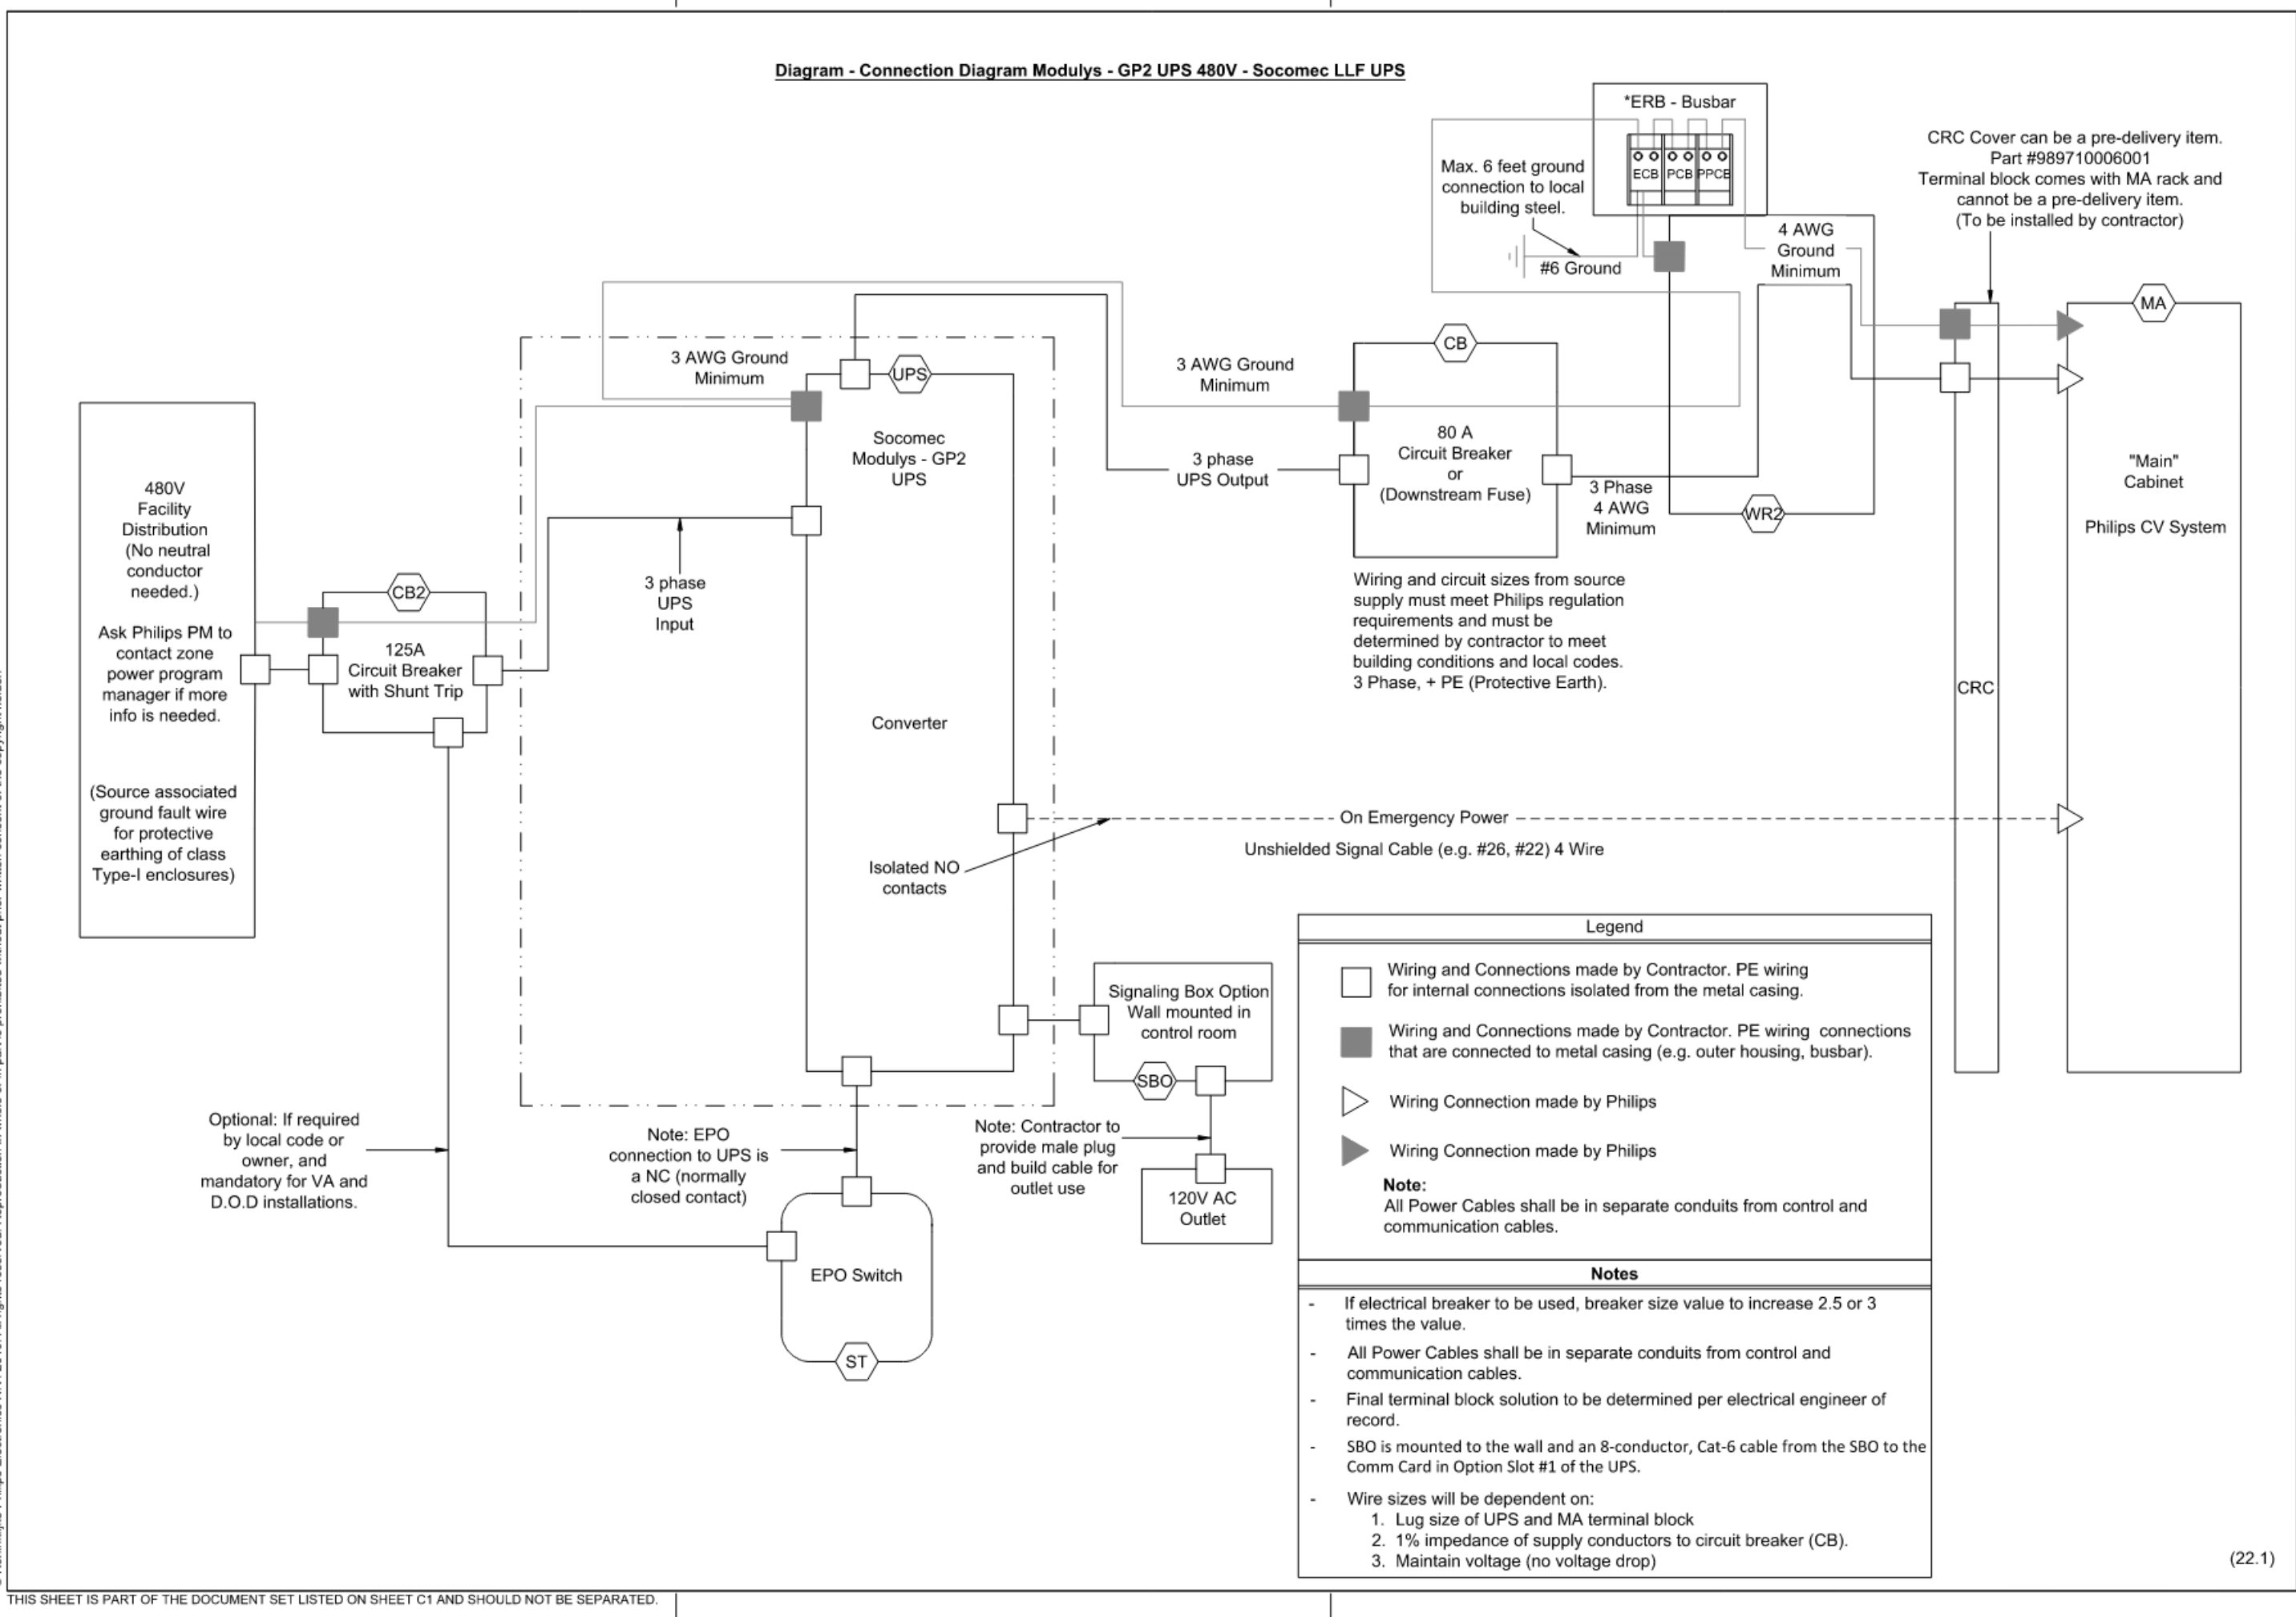 Diagram - Connection Diagram Modulys - GP2 UPS 480V - Socomec LLF UPS
*ERB - Busbar
ECB
PCB
PPCB
Max. 6 feet ground
connection to local
building steel.
#6 Ground
4 AWG
Ground
Minimum
CRC Cover can be a pre-delivery item.
Part #989710006001
Terminal block comes with MA rack and
cannot be a pre-delivery item.
(To be installed by contractor)
MA
"Main"
Cabinet
Philips CV System
CRC
WR2
CB
80 A
Circuit Breaker
or
(Downstream Fuse)
3 Phase
4 AWG
Minimum
Wiring and circuit sizes from source
supply must meet Philips regulation
requirements and must be
determined by contractor to meet
building conditions and local codes.
3 Phase, + PE (Protective Earth).
3 AWG Ground
Minimum
3 phase
UPS Output
3 AWG Ground
Minimum
UPS
Socomec
Modulys - GP2
UPS
Converter
3 phase
UPS
Input
480V
Facility
Distribution
(No neutral
conductor
needed.)
Ask Philips PM to
contact zone
power program
manager if more
info is needed.
(Source associated
ground fault wire
for protective
earthing of class
Type-I enclosures)
CB2
125A
Circuit Breaker
with Shunt Trip
Isolated NO
contacts
On Emergency Power
Unshielded Signal Cable (e.g. #26, #22) 4 Wire
Signaling Box Option
Wall mounted in
control room
SBO
Note: Contractor to
provide male plug
and build cable for
outlet use
120V AC
Outlet
Optional: If required
by local code or
owner, and
mandatory for VA and
D.O.D installations.
Note: EPO
connection to UPS is
a NC (normally
closed contact)
EPO Switch
ST
Legend
Wiring and Connections made by Contractor. PE wiring
for internal connections isolated from the metal casing.
Wiring and Connections made by Contractor. PE wiring connections
that are connected to metal casing (e.g. outer housing, busbar).
Wiring Connection made by Philips
Wiring Connection made by Philips
Note:
All Power Cables shall be in separate conduits from control and
communication cables.
Notes
- If electrical breaker to be used, breaker size value to increase 2.5 or 3
times the value.
- All Power Cables shall be in separate conduits from control and
communication cables.
- Final terminal block solution to be determined per electrical engineer of
record.
- SBO is mounted to the wall and an 8-conductor, Cat-6 cable from the SBO to the
Comm Card in Option Slot #1 of the UPS.
- Wire sizes will be dependent on:
1. Lug size of UPS and MA terminal block
2. 1% impedance of supply conductors to circuit breaker (CB).
3. Maintain voltage (no voltage drop)
(22.1)
THIS SHEET IS PART OF THE DOCUMENT SET LISTED ON SHEET C1 AND SHOULD NOT BE SEPARATED.